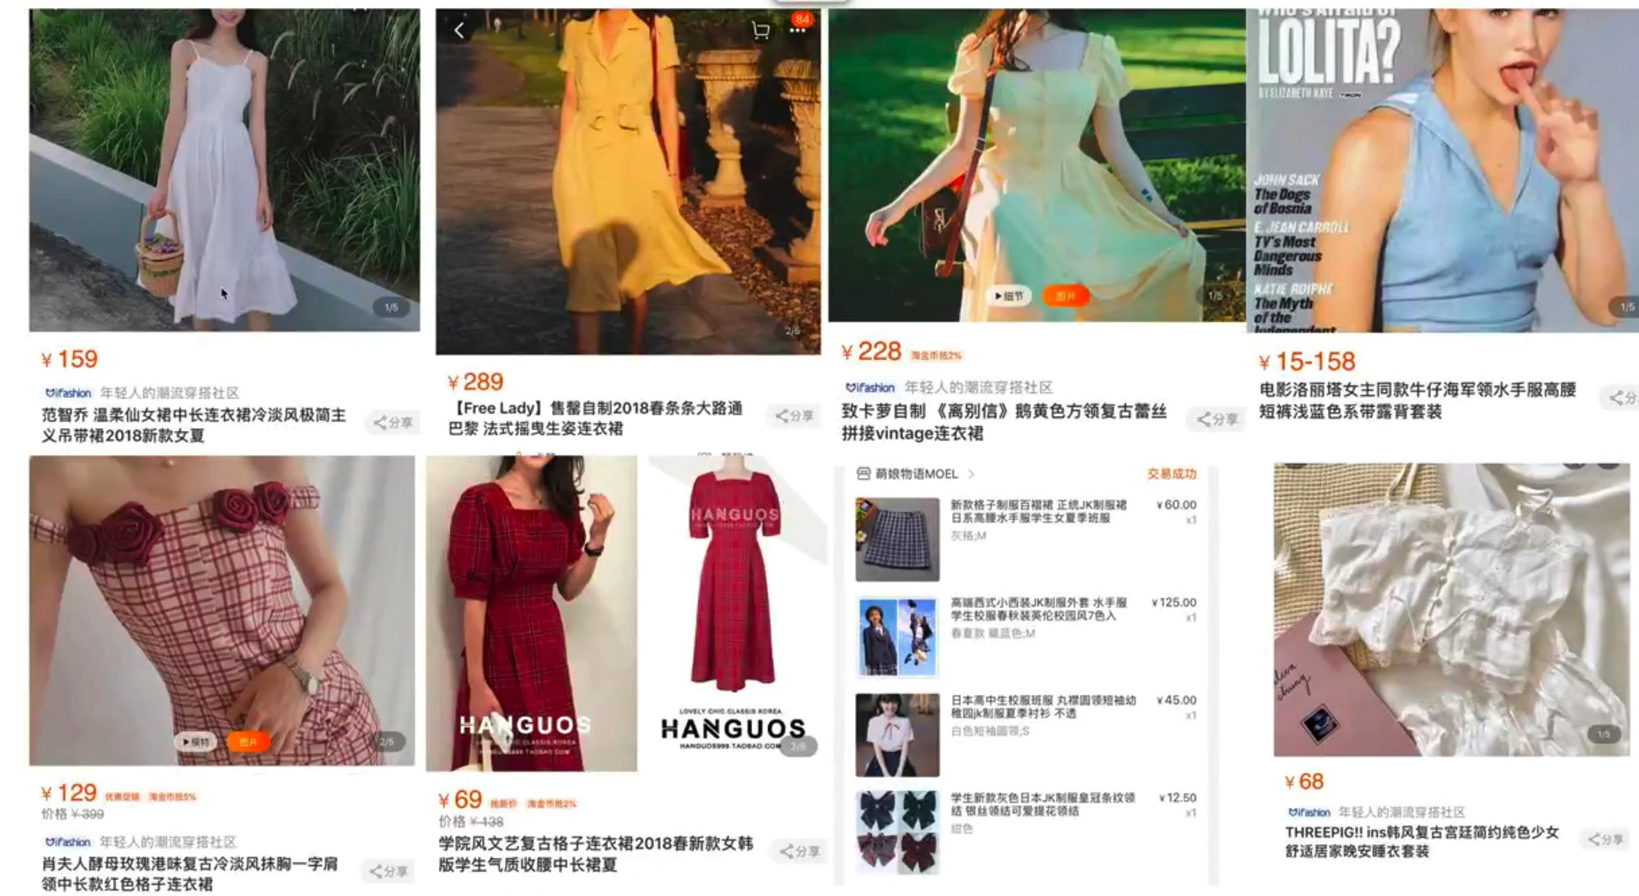 84
1/5
¥ 159
iFashion 年轻人的潮流穿搭社区
范智乔 温柔仙女裙中长连衣裙冷淡风极简主
义吊带裙2018新款女夏
分享
2/5
¥ 289
【Free Lady】售罄自制2018春条条大路通
巴黎 法式摇曳生姿连衣裙
分享
细节
图片
1/5
¥ 228 淘金币抵2%
iFashion 年轻人的潮流穿搭社区
致卡萝自制 《离别信》鹅黄色方领复古蕾丝
拼接vintage连衣裙
分享
WHO'S AFRAID OF
LOLITA?
BY ELIZABETH KAYE
JOHN SACK
The Dogs
of Bosnia
E. JEAN CARROLL
TV's Most
Dangerous
Minds
KATIE ROIPHE
The Myth
of the
Independent
1/5
¥ 15-158
电影洛丽塔女主同款牛仔海军领水手服高腰
短裤浅蓝色系带露背套装
模特
图片
2/5
¥ 129 优惠促销 淘金币抵5%
价格 ¥ 399
iFashion 年轻人的潮流穿搭社区
肖夫人酵母玫瑰港味复古冷淡风抹胸一字肩
领中长款红色格子连衣裙
分享
HANGUOS
LOVELY.CHIC.CLASSIS.KOREA
HANGUOS999.TAOBAO.COM
HANGUOS
LOVELY.CHIC.CLASSIS.KOREA
HANGUOS
HANGUOS999.TAOBAO.COM
2/5
¥ 69 抢新价 淘金币抵2%
价格 ¥ 138
学院风文艺复古格子连衣裙2018春新款女韩
版学生气质收腰中长裙夏
分享
萌娘物语MOEL 交易成功
新款格子制服百褶裙 正统JK制服裙 ¥60.00
日系高腰水手服学生女夏季班服 x1
灰格;M
高端西式小西装JK制服外套 水手服 ¥125.00
学生校服春秋装英伦校园风7色入 x1
春夏款 藏蓝色;M
日本高中生校服班服 丸襟圆领短袖幼 ¥45.00
稚园jk制服夏季衬衫 不透 x1
白色短袖圆领;S
学生新款灰色日本JK制服皇冠条纹领 ¥12.50
结 银丝领结可爱提花领结 x1
绀色
chung
1/5
¥ 68
iFashion 年轻人的潮流穿搭社区
THREEPIG!! ins韩风复古宫廷简约纯色少女
舒适居家晚安睡衣套装
分享